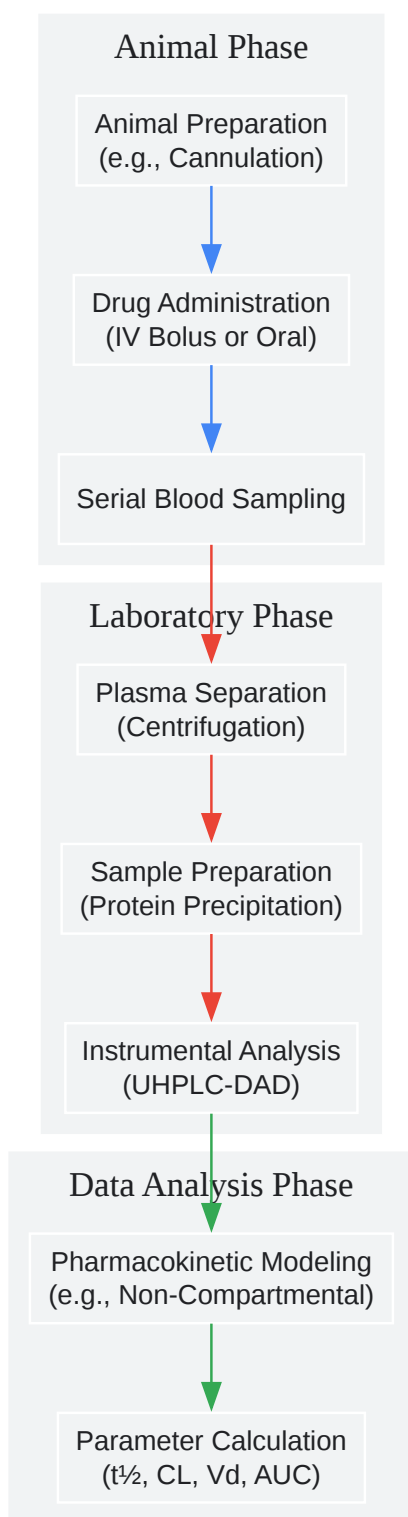 Animal Phase
Animal Preparation
(e.g., Cannulation)
Drug Administration
(IV Bolus or Oral)
Serial Blood Sampling
Laboratory Phase
Plasma Separation
(Centrifugation)
Sample Preparation
(Protein Precipitation)
Instrumental Analysis
(UHPLC-DAD)
Data Analysis Phase
Pharmacokinetic Modeling
(e.g., Non-Compartmental)
Parameter Calculation
(t½, CL, Vd, AUC)